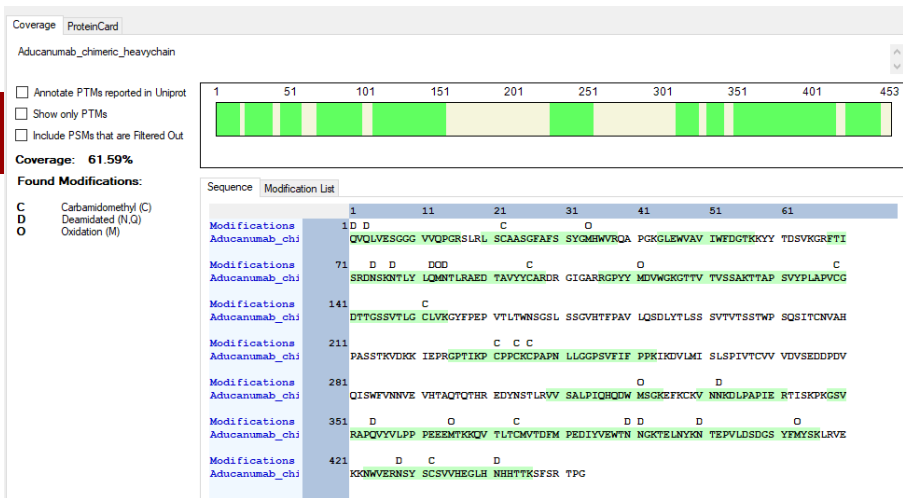 Coverage ProteinCard
Aducanumab_chimeric_heavychain
Annotate PTMs reported in Uniprot
Show only PTMs
Include PSMs that are Filtered Out
Coverage: 61.59%
Found Modifications:
C Carbamidomethyl (C)
D Deamidated (N,Q)
O Oxidation (M)
1 51 101 151 201 251 301 351 401 453
Sequence Modification List
1 11 21 31 41 51 61
Modifications 1 D D C O
Aducanumab_chi QVQLVESGGG VVQPGRSLRL SCAASGFAFS SYGMHWVRQA PGKGLEWVAV IWFDGTKKYY TDSVKGRFTI
Modifications 71 D D DOD C O C
Aducanumab_chi SRDNSKNTLY LQMNTLRAED TAVYYCARDR GIGARRGPYY MDVWGKGTTV TVSSAKTTAP SVYPLAPVCG
Modifications 141 C
Aducanumab_chi DTTGSSVTLG CLVKGYFPEP VTLTWNSGSL SSGVHTFPAV LQSDLYTLSS SVTVTSSTWP SQSITCNVAH
Modifications 211 C C C
Aducanumab_chi PASSTKVDKK IEPRGPTIKP CPPCKCPAPN LLGGPSVFIF PPKIKDVLMI SLSPIVTCVV VDVSEDDPDV
Modifications 281 O D
Aducanumab_chi QISWFVNNVE VHTAQTQTHR EDYNSTLRVV SALPIQHQDW MSGKEFKCKV NNKDLPAPIE RTISKPKGSV
Modifications 351 D O C D D D O
Aducanumab_chi RAPQVYVLPP PEEEMTKKQV TLTCMVTDFM PEDIYVEWTN NGKTELNYKN TEPVLDSDGS YFMYSKLRVE
Modifications 421 D C D
Aducanumab_chi KKNWVERNSY SCSVVHEGLH NHHTTKSFSR TPG